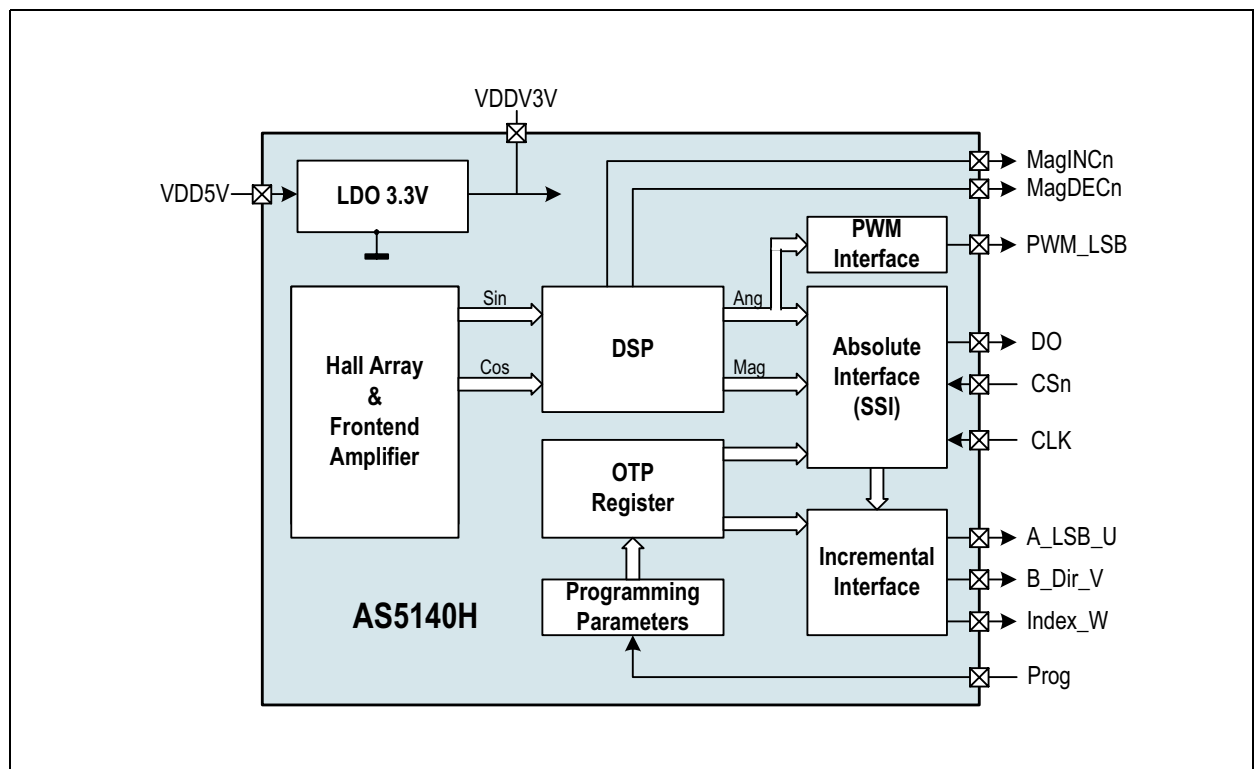 VDDV3V
VDD5V
LDO 3.3V
MagINCn
MagDECn
PWM
Interface
PWM_LSB
Hall Array
&
Frontend
Amplifier
Sin
Cos
DSP
Ang
Mag
Absolute
Interface
(SSI)
DO
CSn
CLK
OTP
Register
Programming
Parameters
Incremental
Interface
A_LSB_U
B_Dir_V
Index_W
Prog
AS5140H